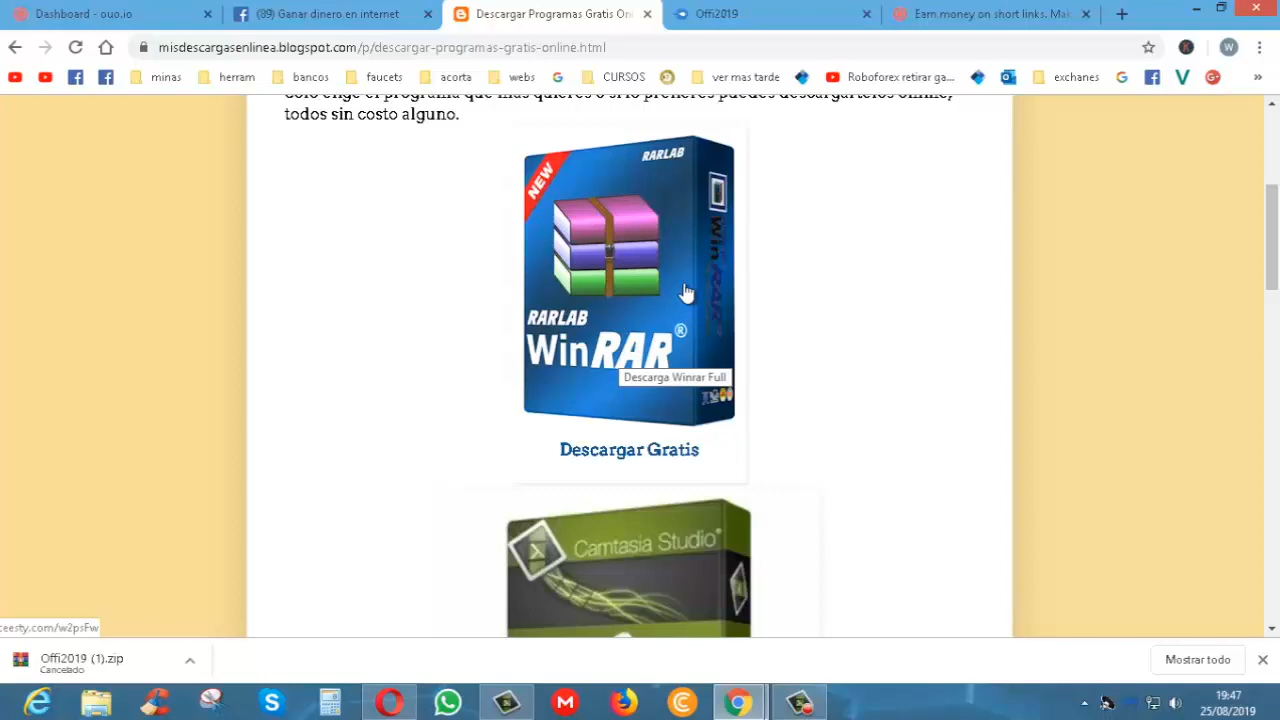 Dashboard - ouo.io
(89) Ganar dinero en internet
Descargar Programas Gratis Onl
Offi2019
Earn money on short links. Mak
misdescargasenlinea.blogspot.com/p/descargar-programas-gratis-online.html
K
W
minas
herram
bancos
faucets
acorta
webs
CURSOS
ver mas tarde
Roboforex retirar ga...
exchanes
»
todos sin costo alguno.
NEW
RARLAB
WinRAR
RARLAB
WinRAR®
Descarga Winrar Full
Descargar Gratis
Camtasia Studio®
ceesty.com/w2psFw
Offi2019 (1).zip
Cancelado
Mostrar todo
19:47
25/08/2019